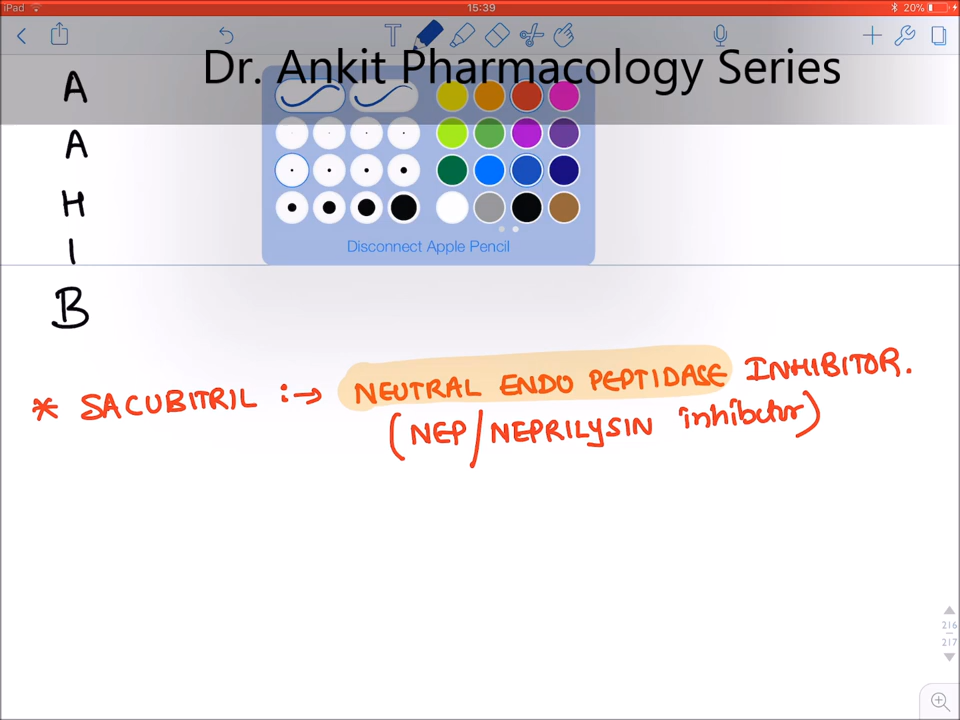 iPad 15:39 20%
T
Dr. Ankit Pharmacology Series
A
A
H
I
Disconnect Apple Pencil
B
* SACUBITRIL :→ NEUTRAL ENDO PEPTIDASE INHIBITOR.
(NEP/NEPRILYSIN inhibitor)
216
217